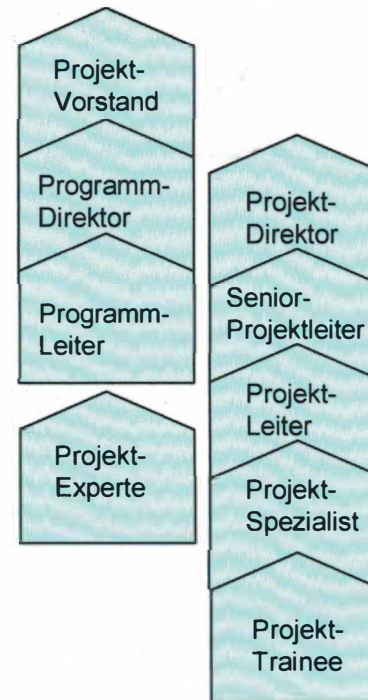 Projekt-
Vorstand
Programm-
Direktor
Programm-
Leiter
Projekt-
Experte
Projekt-
Direktor
Senior-
Projektleiter
Projekt-
Leiter
Projekt-
Spezialist
Projekt-
Trainee